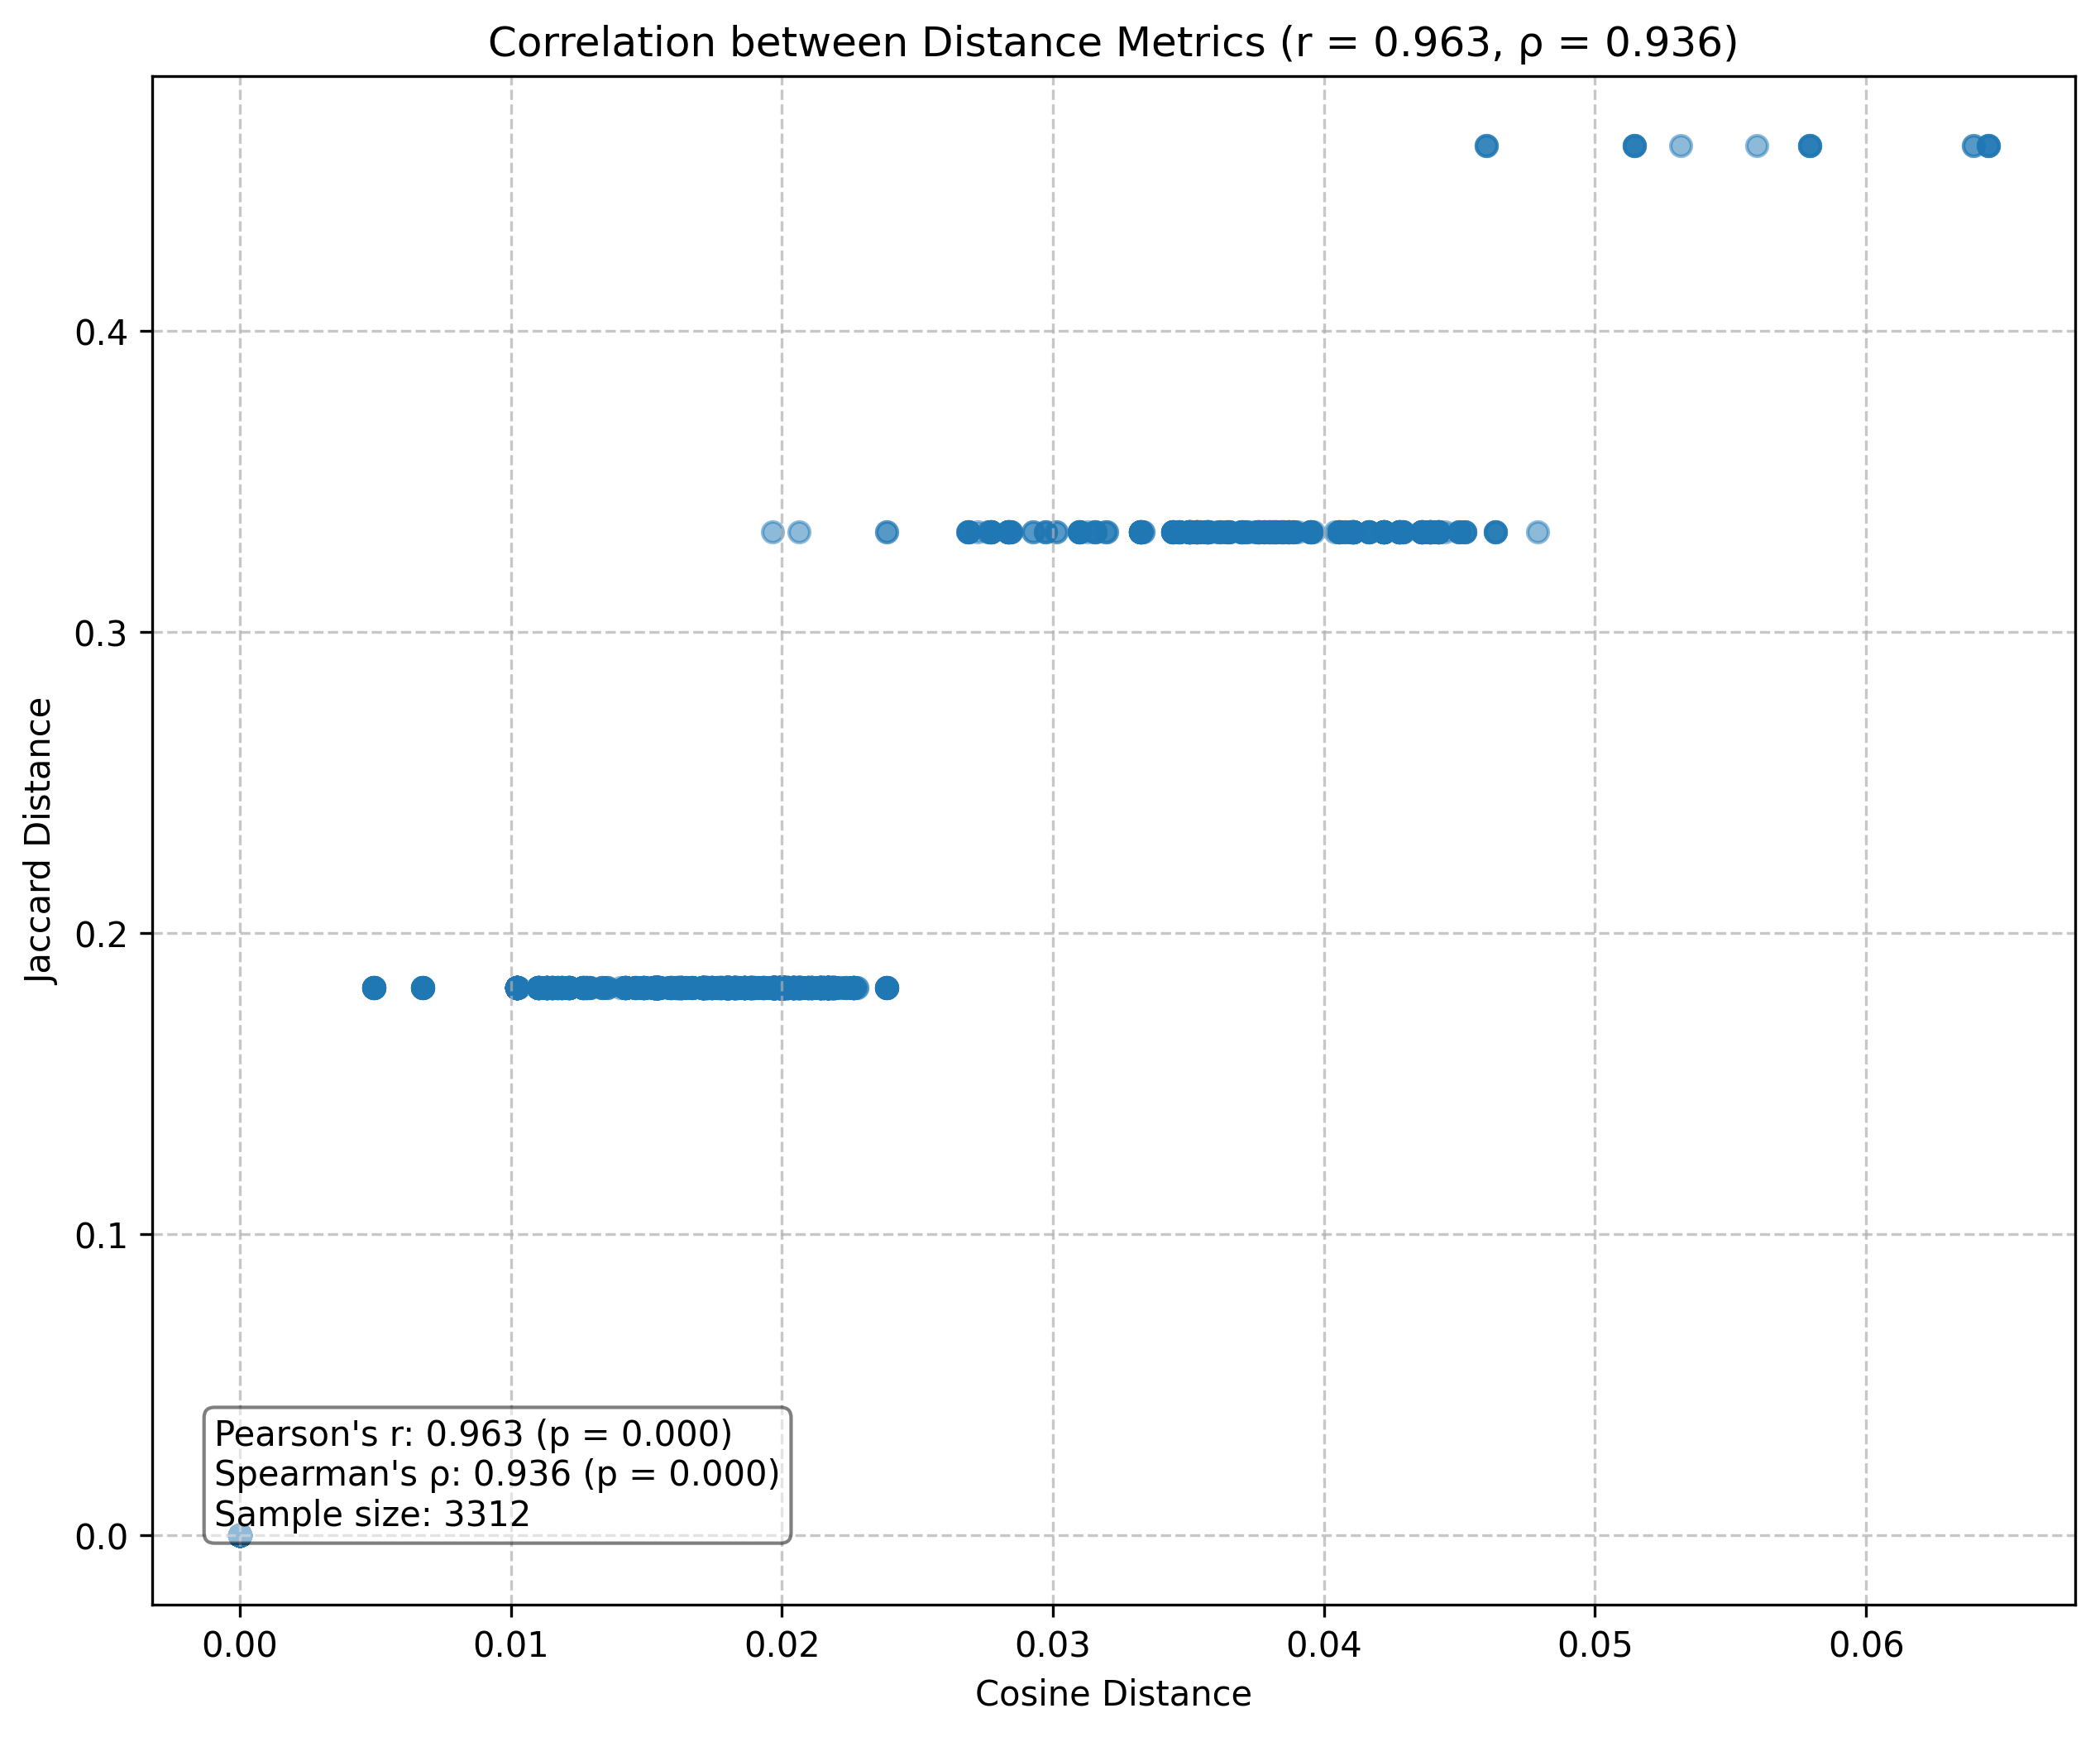 Correlation between Distance Metrics (r = 0.963, ρ = 0.936)
Jaccard Distance
0.4
0.3
0.2
0.1
0.0
Pearson's r: 0.963 (p = 0.000)
Spearman's ρ: 0.936 (p = 0.000)
Sample size: 3312
0.00 0.01 0.02 0.03 0.04 0.05 0.06
Cosine Distance